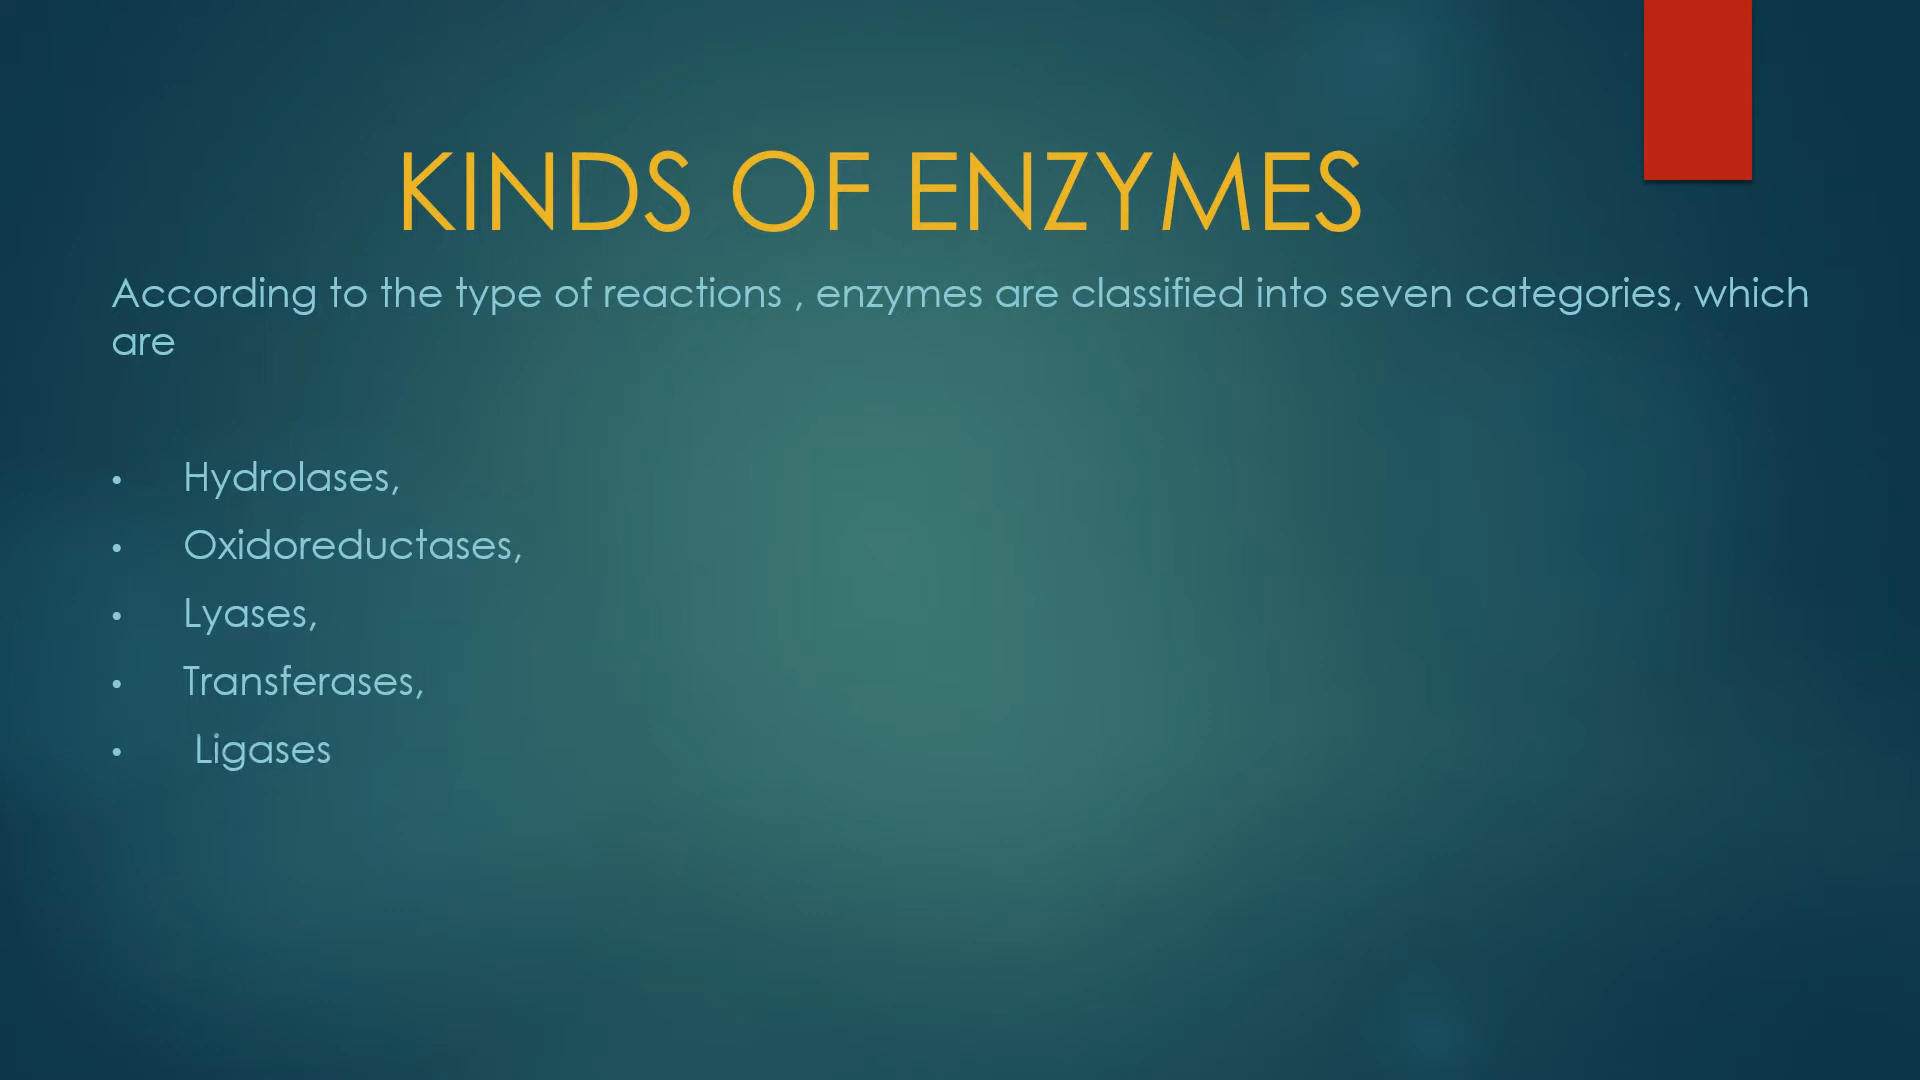 KINDS OF ENZYMES
According to the type of reactions , enzymes are classified into seven categories, which
are
• Hydrolases,
• Oxidoreductases,
• Lyases,
• Transferases,
• Ligases